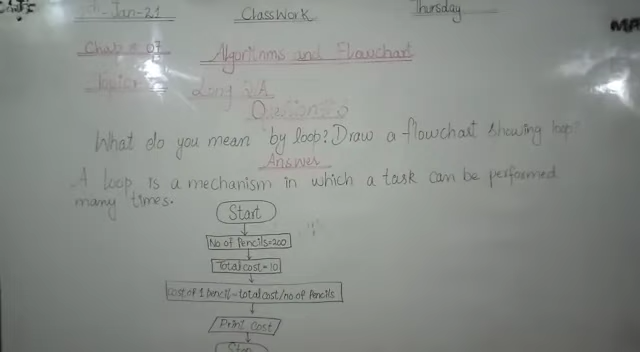 Jan-21 ClassWork Thursday
Chap # 07 Algorithms and Flowchart
Topic Long Q/A
Question
What do you mean by loop? Draw a flowchart showing loop?
Answer
A loop is a mechanism in which a task can be performed
many times.
Start
No of Pencils=200
Total cost=10
Cost of 1 pencil=total cost/no of Pencils
Print Cost
Stop